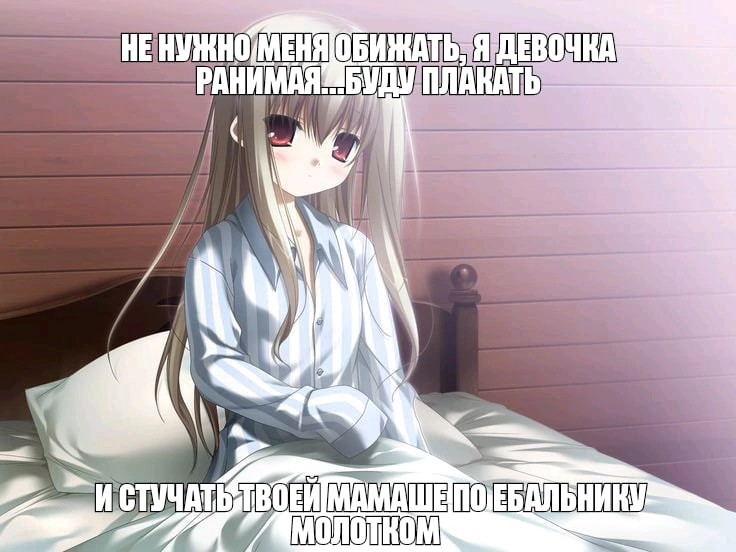 НЕ НУЖНО МЕНЯ ОБИЖАТЬ, Я ДЕВОЧКА
РАНИМАЯ...БУДУ ПЛАКАТЬ
И СТУЧАТЬ ТВОЕЙ МАМАШЕ ПО ЕБАЛЬНИКУ
МОЛОТКОМ